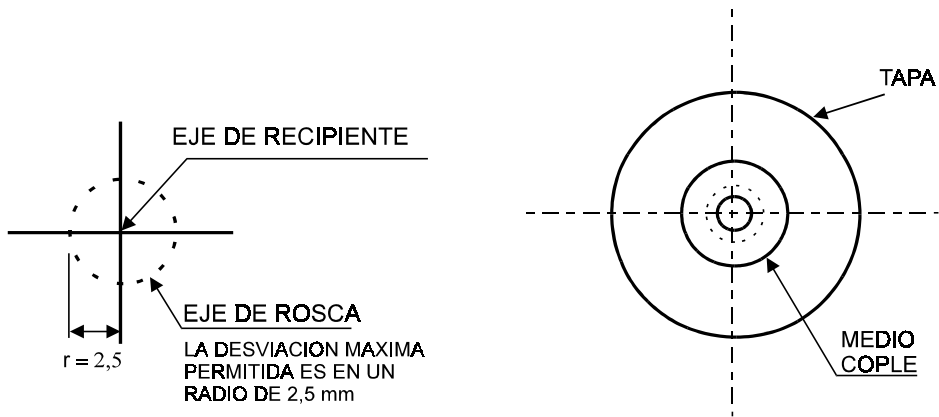 EJE DE RECIPIENTE
EJE DE ROSCA
LA DESVIACION MAXIMA
PERMITIDA ES EN UN
RADIO DE 2,5 mm
r = 2,5
TAPA
MEDIO
COPLE